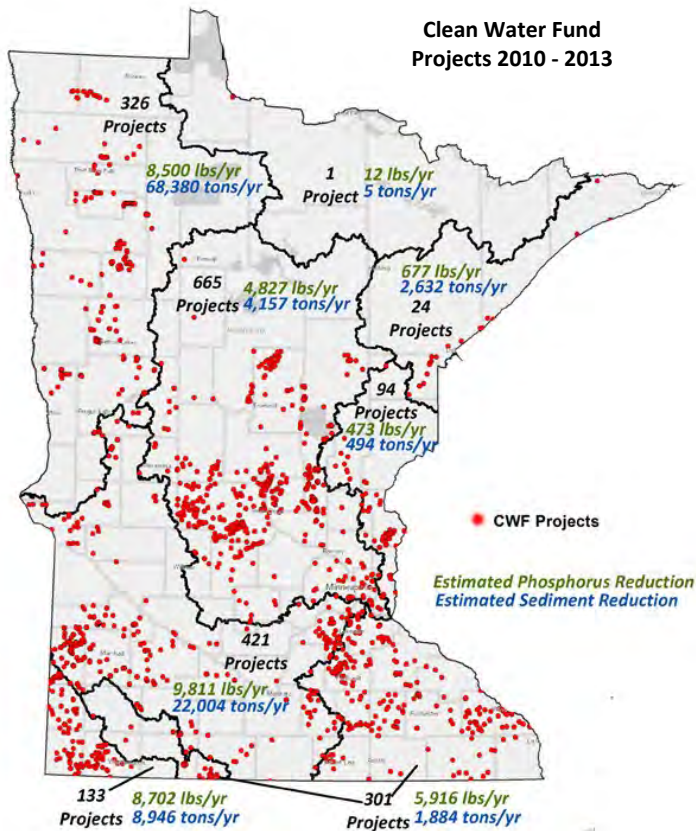 Clean Water Fund
Projects 2010 - 2013
326
Projects
8,500 lbs/yr
68,380 tons/yr
1
Project
12 lbs/yr
5 tons/yr
665
Projects
4,827 lbs/yr
4,157 tons/yr
677 lbs/yr
2,632 tons/yr
24
Projects
94
Projects
473 lbs/yr
494 tons/yr
CWF Projects
Estimated Phosphorus Reduction
Estimated Sediment Reduction
421
Projects
Marshall
9,811 lbs/yr
22,004 tons/yr
133
Projects
8,702 lbs/yr
8,946 tons/yr
301
Projects
5,916 lbs/yr
1,884 tons/yr